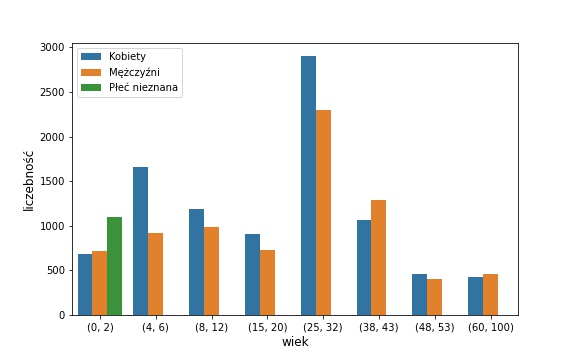 Kobiety
Mężczyźni
Płeć nieznana
3000
2500
2000
1500
1000
500
0
liczebność
(0, 2) (4, 6) (8, 12) (15, 20) (25, 32) (38, 43) (48, 53) (60, 100)
wiek